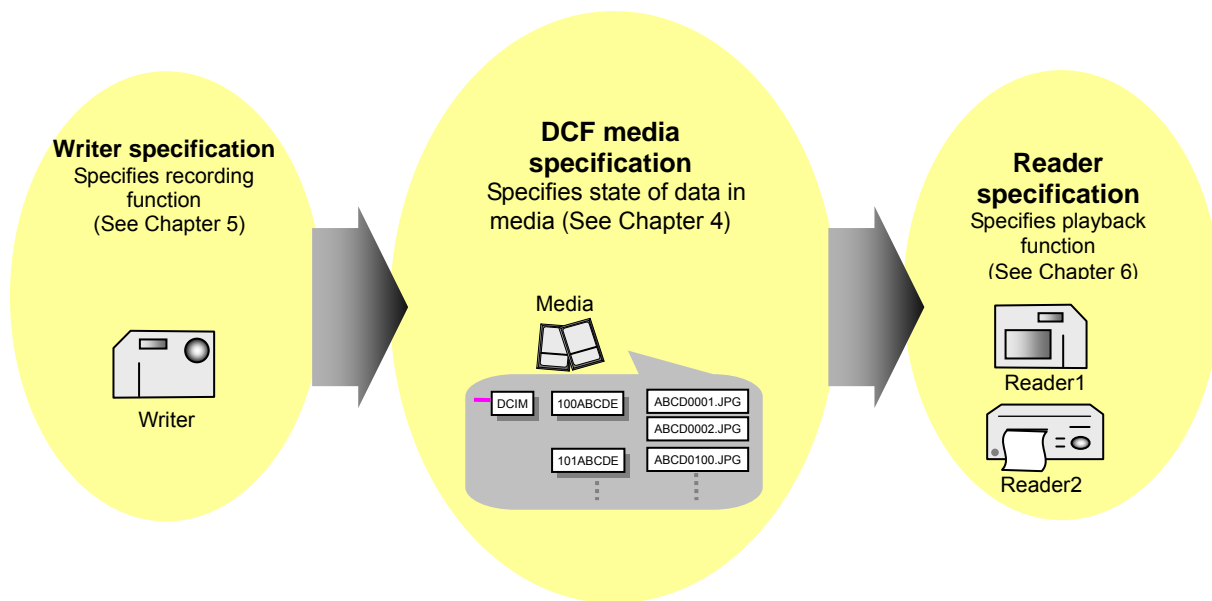 Writer specification
Specifies recording
function
(See Chapter 5)
Writer
DCF media
specification
Specifies state of data in
media (See Chapter 4)
Media
DCIM
100ABCDE
ABCD0001.JPG
ABCD0002.JPG
101ABCDE
ABCD0100.JPG
Reader
specification
Specifies playback
function
(See Chapter 6)
Reader1
Reader2